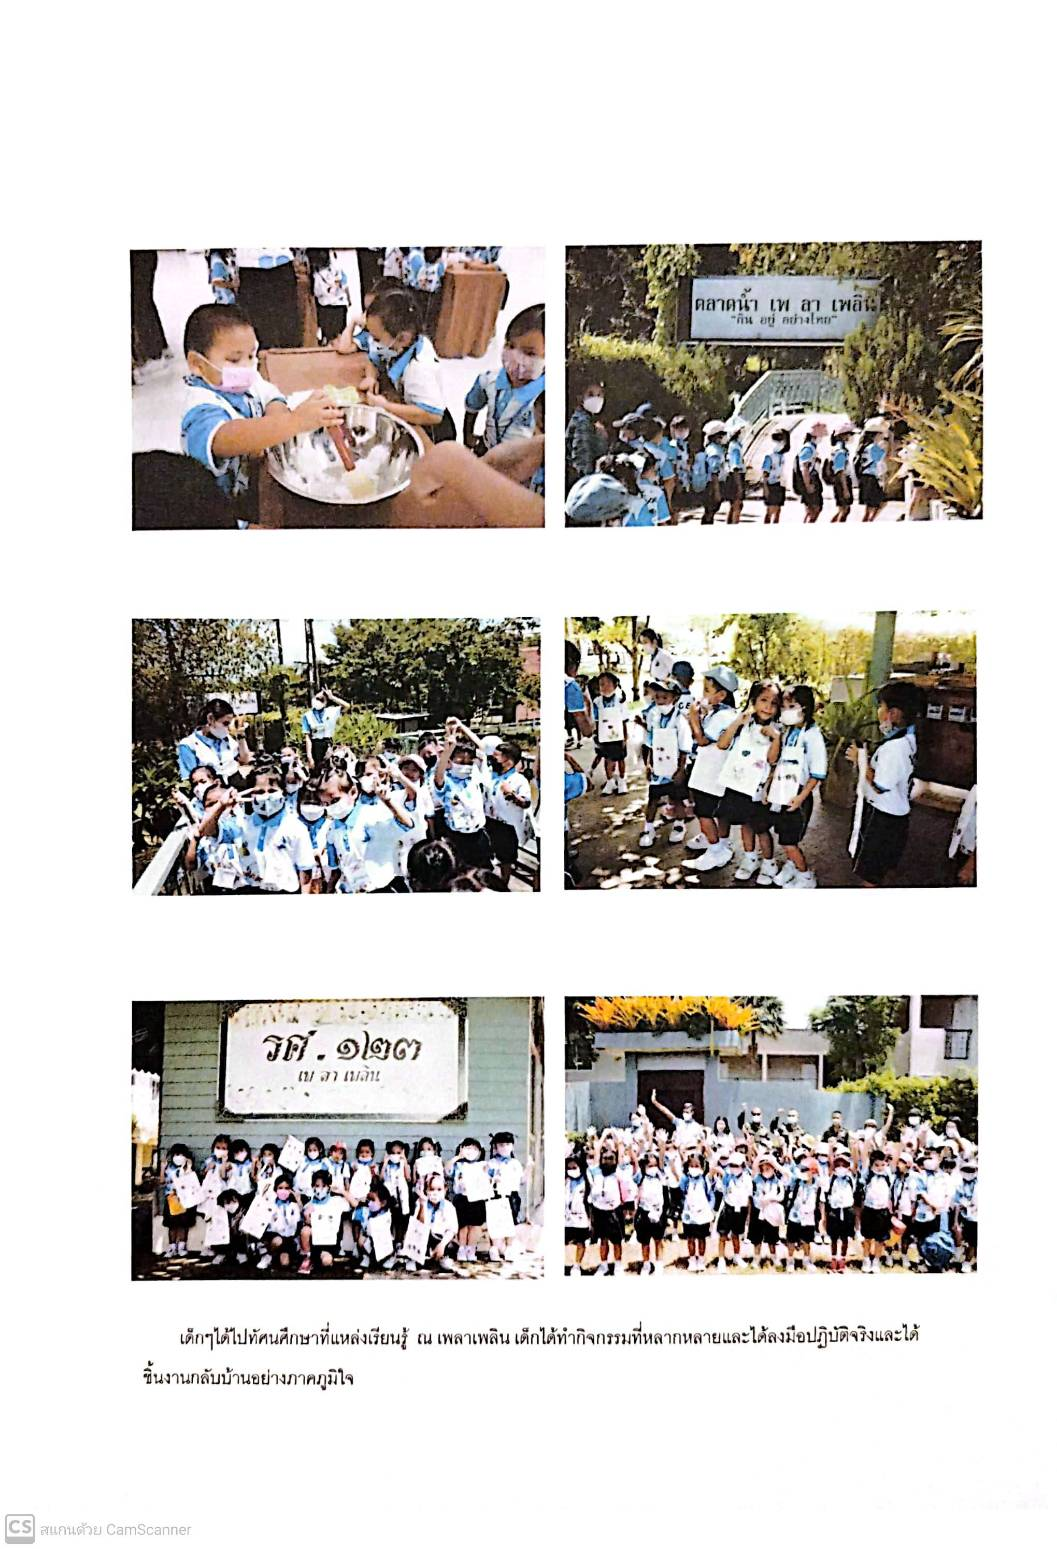 ตลาดน้ำ เพ ลา เพลิน
"กิน อยู่ อย่างไทย"
รศ. ๑๒๓
เพ ลา เพลิน
เด็กๆได้ไปทัศนศึกษาที่แหล่งเรียนรู้ ณ เพลาเพลิน เด็กได้ทำกิจกรรมที่หลากหลายและได้ลงมือปฏิบัติจริงและได้
ชิ้นงานกลับบ้านอย่างภาคภูมิใจ
CS สแกนด้วย CamScanner